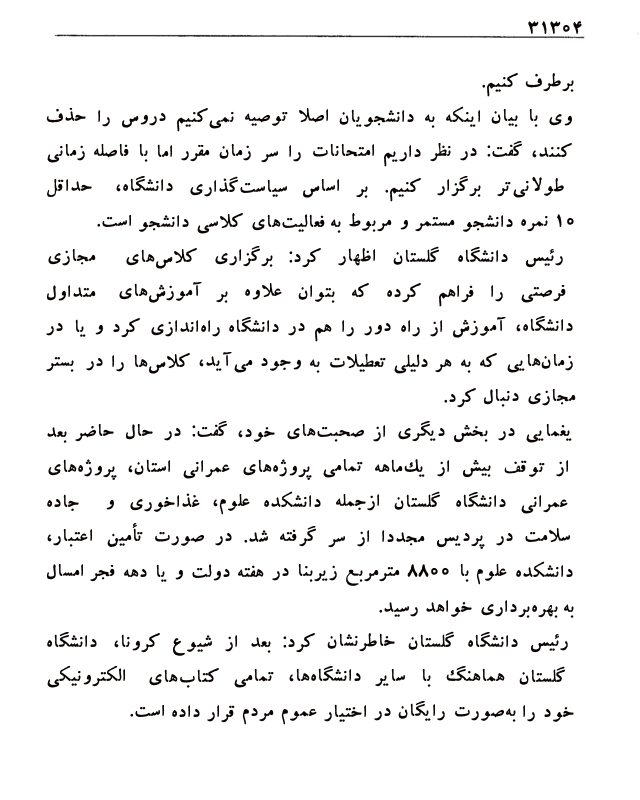 ۳۱۳۰۴
برطرف کنیم.
وی با بیان اینکه به دانشجویان اصلا توصیه نمی‌کنیم دروس را حذف
کنند، گفت: در نظر داریم امتحانات را سر زمان مقرر اما با فاصله زمانی
طولانی‌تر برگزار کنیم. بر اساس سیاست‌گذاری دانشگاه، حداقل
۱۰ نمره دانشجو مستمر و مربوط به فعالیت‌های کلاسی دانشجو است.
رئیس دانشگاه گلستان اظهار کرد: برگزاری کلاس‌های مجازی
فرصتی را فراهم کرده که بتوان علاوه بر آموزش‌های متداول
دانشگاه، آموزش از راه دور را هم در دانشگاه راه‌اندازی کرد و یا در
زمان‌هایی که به هر دلیلی تعطیلات به وجود می‌آید، کلاس‌ها را در بستر
مجازی دنبال کرد.
یغمایی در بخش دیگری از صحبت‌های خود، گفت: در حال حاضر بعد
از توقف بیش از یک‌ماهه تمامی پروژه‌های عمرانی استان، پروژه‌های
عمرانی دانشگاه گلستان ازجمله دانشکده علوم، غذاخوری و جاده
سلامت در پردیس مجددا از سر گرفته شد. در صورت تأمین اعتبار،
دانشکده علوم با ۸۸۰۰ مترمربع زیربنا در هفته دولت و یا دهه فجر امسال
به بهره‌برداری خواهد رسید.
رئیس دانشگاه گلستان خاطرنشان کرد: بعد از شیوع کرونا، دانشگاه
گلستان هماهنگ با سایر دانشگاه‌ها، تمامی کتاب‌های الکترونیکی
خود را به‌صورت رایگان در اختیار عموم مردم قرار داده است.